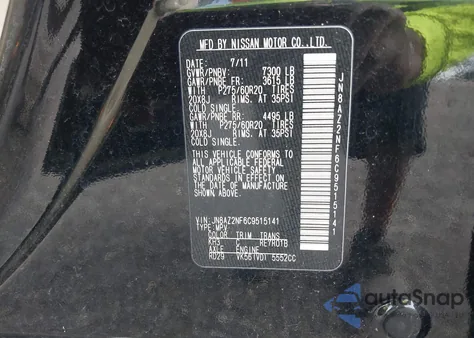 MFD BY NISSAN MOTOR CO.,LTD.
DATE: 7/11
GVWR/PNBV: 7300 LB
GAWR/PNBE FR: 3615 LB
WITH P275/60R20 TIRES
20X8J RIMS, AT 35PSI
COLD SINGLE.
GAWR/PNBE RR: 4495 LB
WITH P275/60R20 TIRES
20X8J RIMS, AT 35PSI
COLD SINGLE.
THIS VEHICLE CONFORMS TO
ALL APPLICABLE FEDERAL
MOTOR VEHICLE SAFETY
STANDARDS IN EFFECT ON
THE DATE OF MANUFACTURE
SHOWN ABOVE.
VIN: JN8AZ2NF6C9515141
TYPE: MPV
COLOR TRIM TRANS
KH3 C RE7R01B
AXLE ENGINE
RD29 VK56(VD) 5552CC
JN8AZ2NF6C9515141
autoSnap